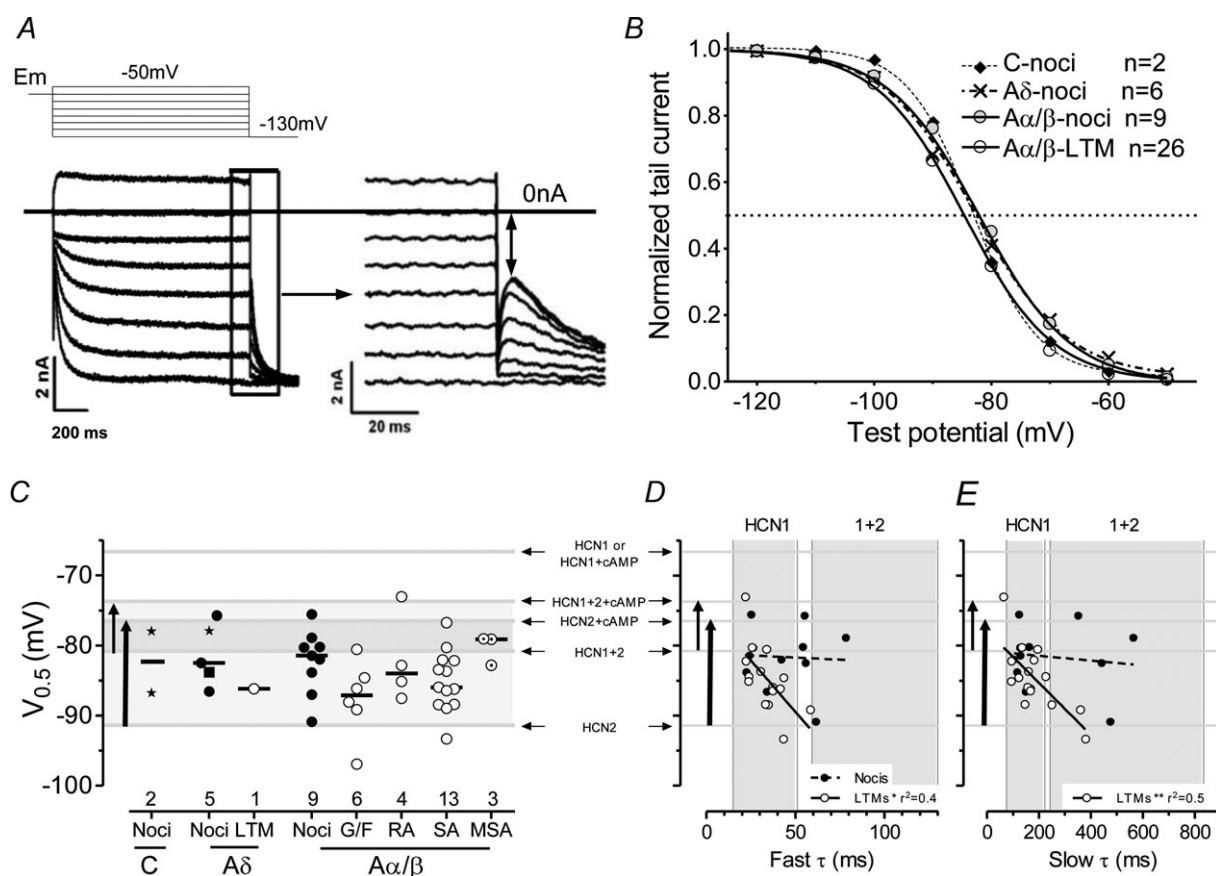 A
Em
-50mV
-130mV
0nA
2 nA
200 ms
2 nA
20 ms
B
Normalized tail current
1.0
0.8
0.6
0.4
0.2
0.0
-120 -100 -80 -60
Test potential (mV)
C-noci n=2
Aδ-noci n=6
Aα/β-noci n=9
Aα/β-LTM n=26
C
V0.5 (mV)
-70
-80
-90
-100
2 5 1 9 6 4 13 3
Noci Noci LTM Noci G/F RA SA MSA
C Aδ Aα/β
HCN1 or
HCN1+cAMP
HCN1+2+cAMP
HCN2+cAMP
HCN1+2
HCN2
D
HCN1 1+2
Nocis
LTMs * r²=0.4
0 50 100
Fast τ (ms)
E
HCN1 1+2
LTMs ** r²=0.5
0 200 400 600 800
Slow τ (ms)